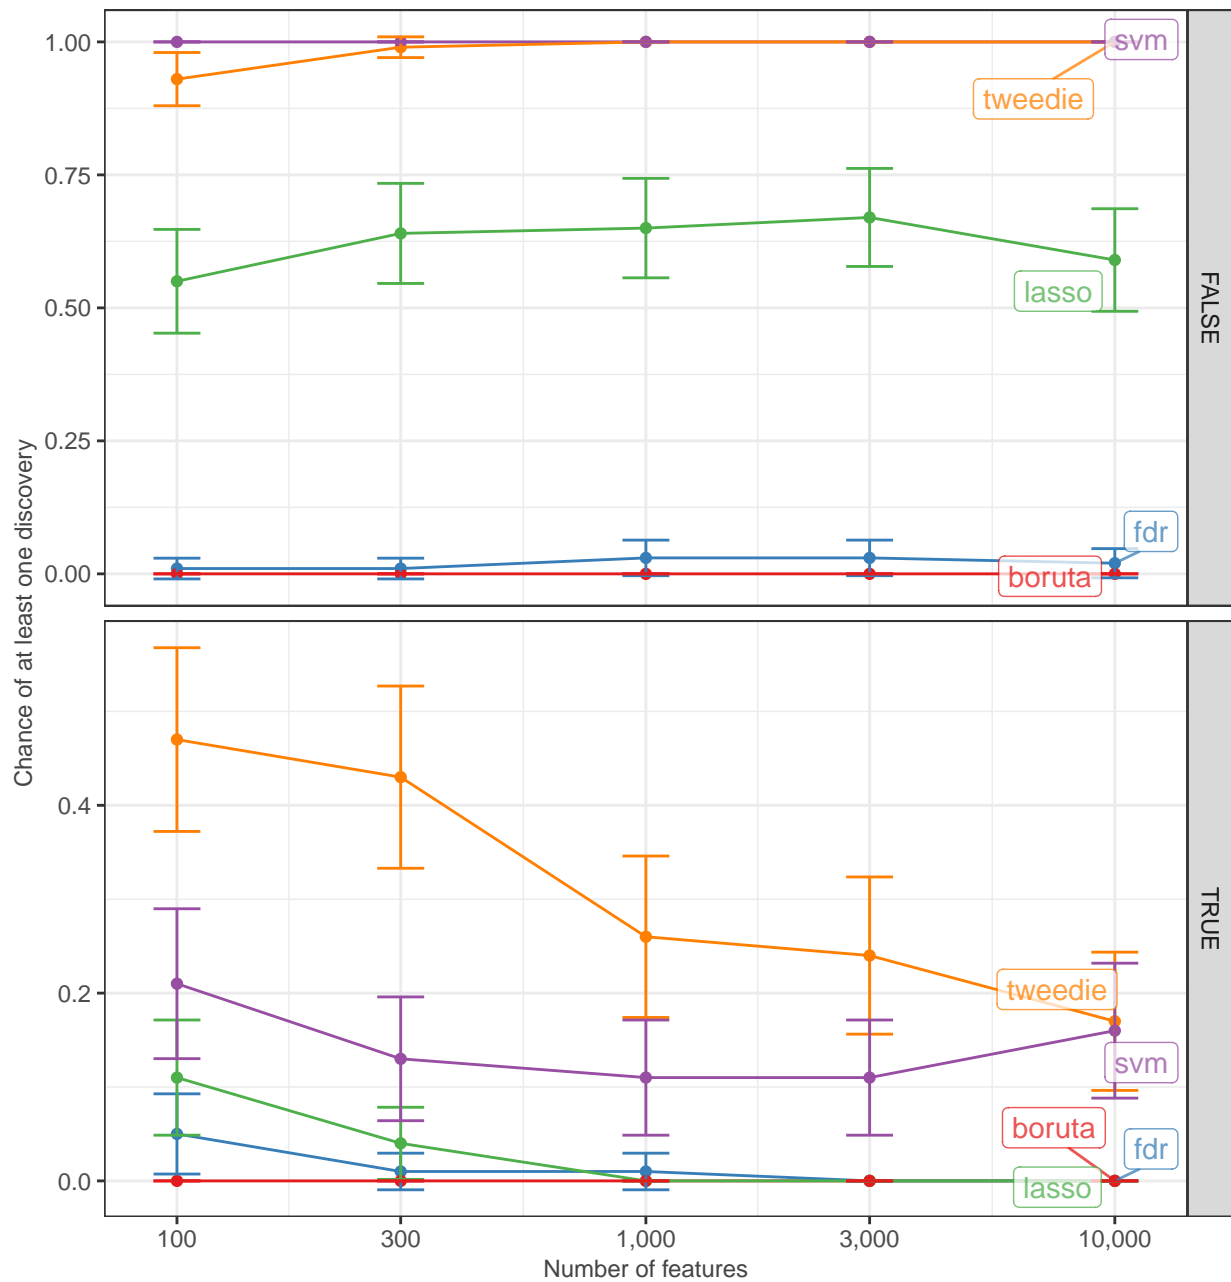 Chance of at least one discovery
1.00
0.75
0.50
0.25
0.00
svm
tweedie
lasso
fdr
boruta
FALSE
0.4
0.2
0.0
tweedie
svm
boruta
fdr
lasso
TRUE
100
300
1,000
3,000
10,000
Number of features